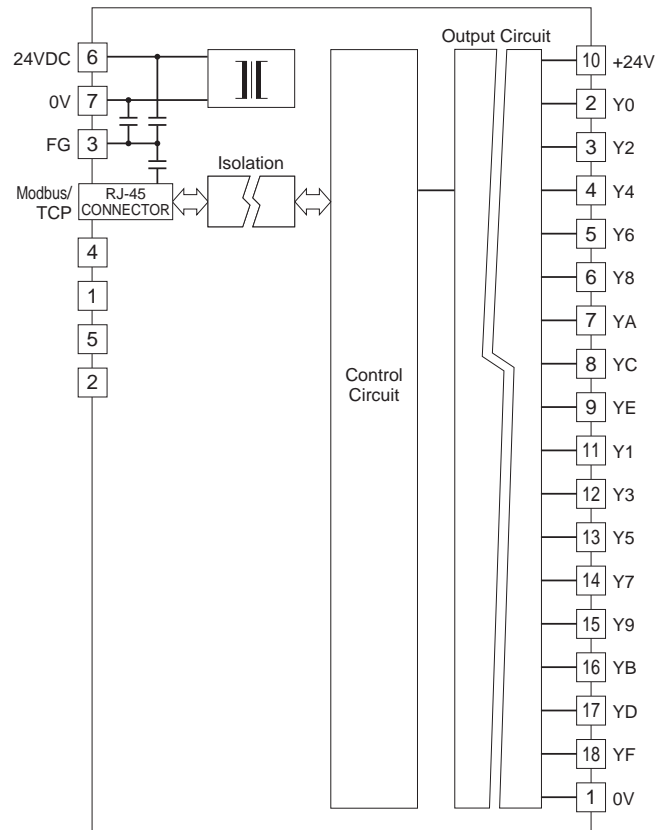 Output Circuit
24VDC 6
0V 7
FG 3
Isolation
Modbus/
TCP
RJ-45
CONNECTOR
4
1
5
2
Control
Circuit
10 +24V
2 Y0
3 Y2
4 Y4
5 Y6
6 Y8
7 YA
8 YC
9 YE
11 Y1
12 Y3
13 Y5
14 Y7
15 Y9
16 YB
17 YD
18 YF
1 0V